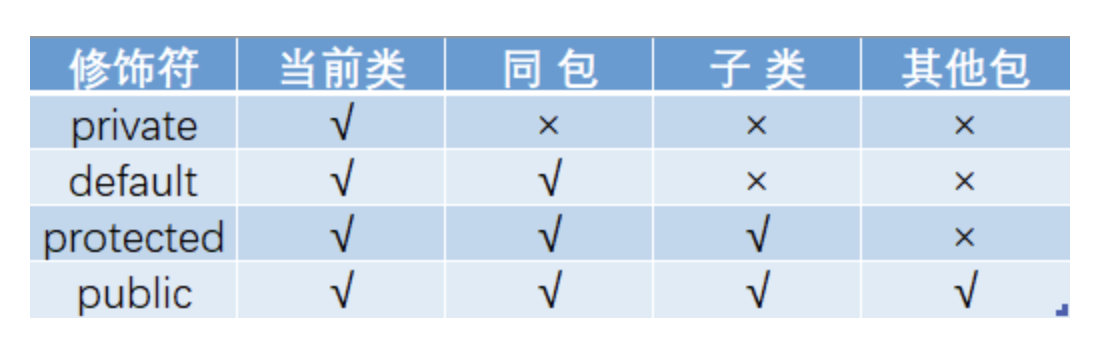 修饰符 当前类 同 包 子 类 其他包
private √ × × ×
default √ √ × ×
protected √ √ √ ×
public √ √ √ √